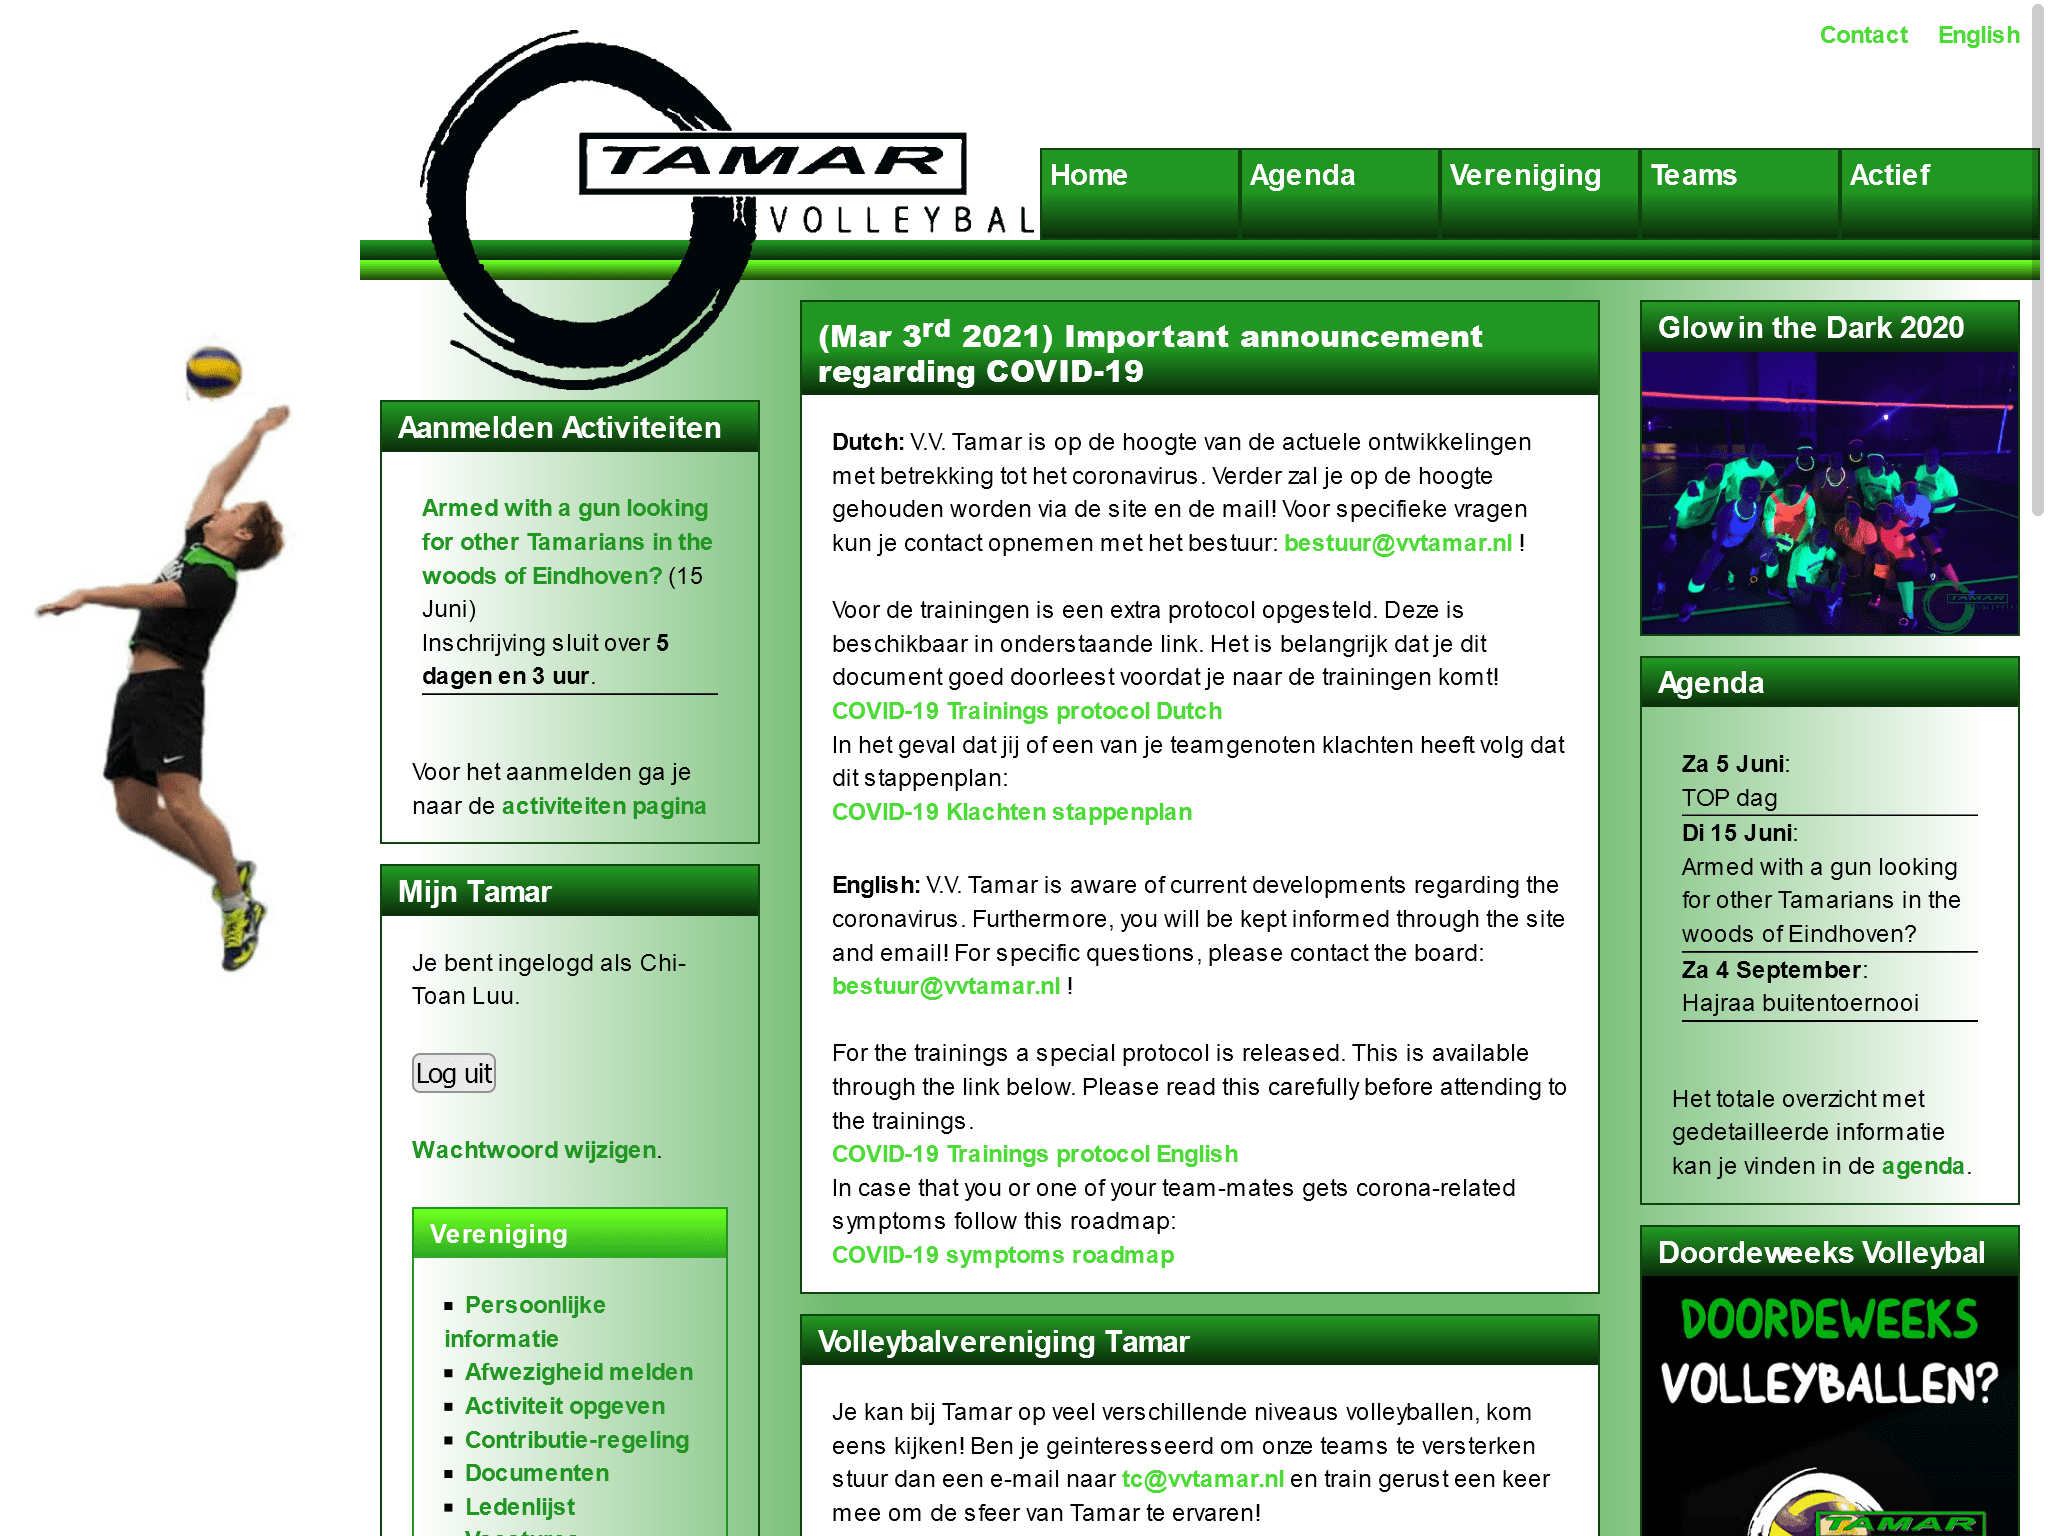 Contact English
TAMAR
VOLLEYBAL
Home Agenda Vereniging Teams Actief
Aanmelden Activiteiten
Armed with a gun looking
for other Tamarians in the
woods of Eindhoven? (15
Juni)
Inschrijving sluit over 5
dagen en 3 uur.
Voor het aanmelden ga je
naar de activiteiten pagina
Mijn Tamar
Je bent ingelogd als Chi-
Toan Luu.
Log uit
Wachtwoord wijzigen.
Vereniging
Persoonlijke
informatie
Afwezigheid melden
Activiteit opgeven
Contributie-regeling
Documenten
Ledenlijst
(Mar 3rd 2021) Important announcement
regarding COVID-19
Dutch: V.V. Tamar is op de hoogte van de actuele ontwikkelingen
met betrekking tot het coronavirus. Verder zal je op de hoogte
gehouden worden via de site en de mail! Voor specifieke vragen
kun je contact opnemen met het bestuur: bestuur@vvtamar.nl !
Voor de trainingen is een extra protocol opgesteld. Deze is
beschikbaar in onderstaande link. Het is belangrijk dat je dit
document goed doorleest voordat je naar de trainingen komt!
COVID-19 Trainings protocol Dutch
In het geval dat jij of een van je teamgenoten klachten heeft volg dat
dit stappenplan:
COVID-19 Klachten stappenplan
English: V.V. Tamar is aware of current developments regarding the
coronavirus. Furthermore, you will be kept informed through the site
and email! For specific questions, please contact the board:
bestuur@vvtamar.nl !
For the trainings a special protocol is released. This is available
through the link below. Please read this carefully before attending to
the trainings.
COVID-19 Trainings protocol English
In case that you or one of your team-mates gets corona-related
symptoms follow this roadmap:
COVID-19 symptoms roadmap
Volleybalvereniging Tamar
Je kan bij Tamar op veel verschillende niveaus volleyballen, kom
eens kijken! Ben je geinteresseerd om onze teams te versterken
stuur dan een e-mail naar tc@vvtamar.nl en train gerust een keer
mee om de sfeer van Tamar te ervaren!
Glow in the Dark 2020
TAMAR
Agenda
Za 5 Juni:
TOP dag
Di 15 Juni:
Armed with a gun looking
for other Tamarians in the
woods of Eindhoven?
Za 4 September:
Hajraa buitentoernooi
Het totale overzicht met
gedetailleerde informatie
kan je vinden in de agenda.
Doordeweeks Volleybal
DOORDEWEEKS
VOLLEYBALLEN?
TAMAR